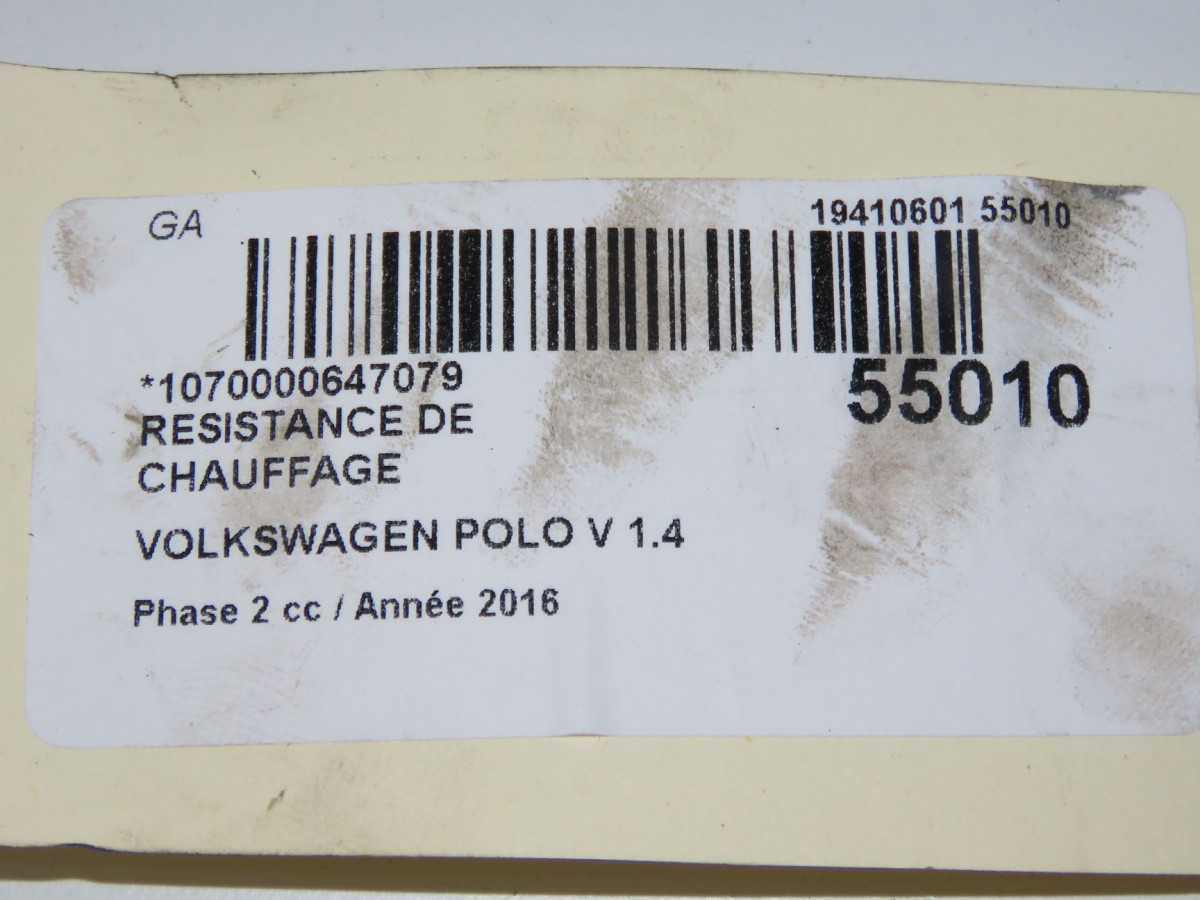 GA
19410601 55010
*1070000647079
55010
RESISTANCE DE
CHAUFFAGE
VOLKSWAGEN POLO V 1.4
Phase 2 cc / Année 2016